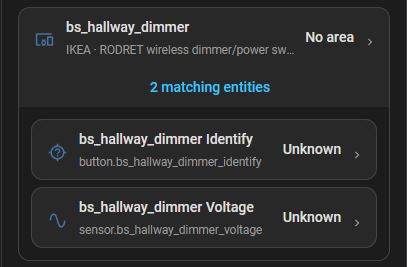 bs_hallway_dimmer
IKEA · RODRET wireless dimmer/power sw...
No area
2 matching entities
bs_hallway_dimmer Identify
button.bs_hallway_dimmer_identify
Unknown
bs_hallway_dimmer Voltage
sensor.bs_hallway_dimmer_voltage
Unknown